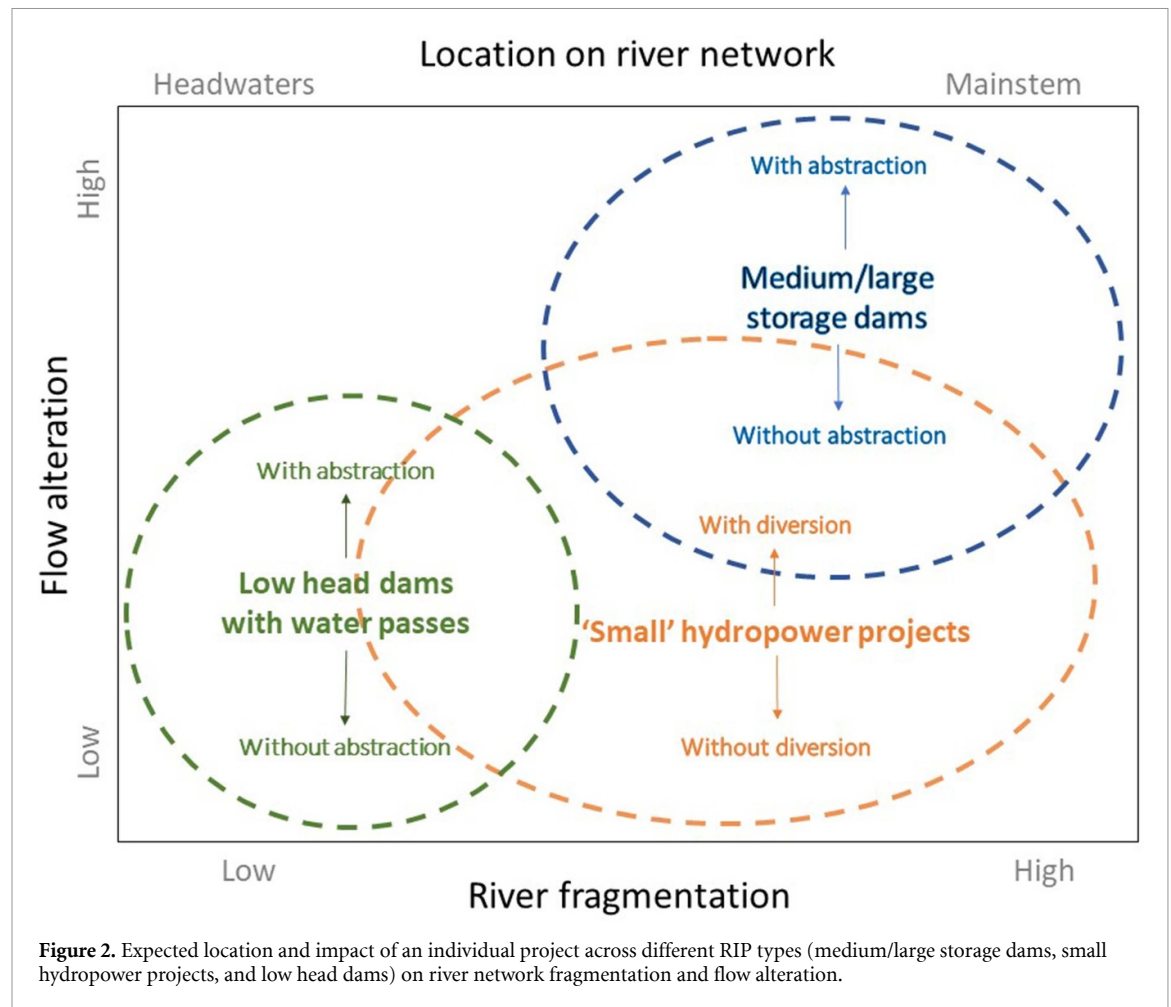 Location on river network
Headwaters
Mainstem
High
Flow alteration
Low
With abstraction
Medium/large
storage dams
Without abstraction
With abstraction
Low head dams
with water passes
Without abstraction
With diversion
‘Small’ hydropower projects
Without diversion
Low
High
River fragmentation
Figure 2. Expected location and impact of an individual project across different RIP types (medium/large storage dams, small
hydropower projects, and low head dams) on river network fragmentation and flow alteration.